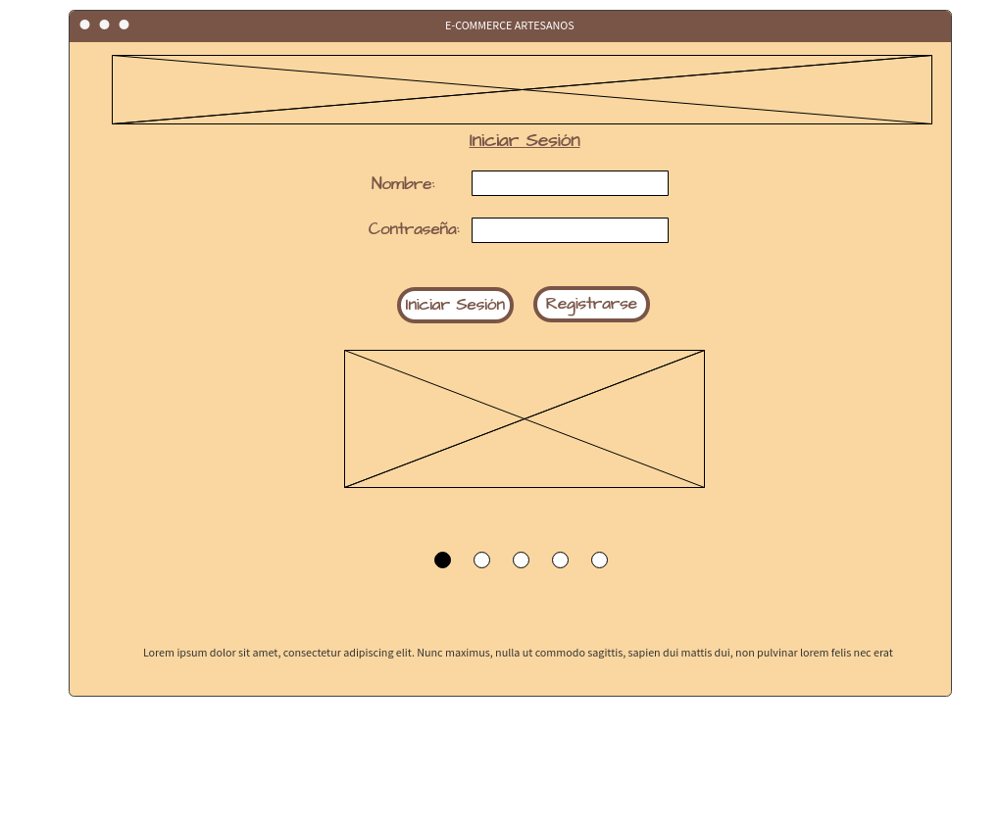 E-COMMERCE ARTESANOS
Iniciar Sesión
Nombre:
Contraseña:
Iniciar Sesión
Registrarse
Lorem ipsum dolor sit amet, consectetur adipiscing elit. Nunc maximus, nulla ut commodo sagittis, sapien dui mattis dui, non pulvinar lorem felis nec erat